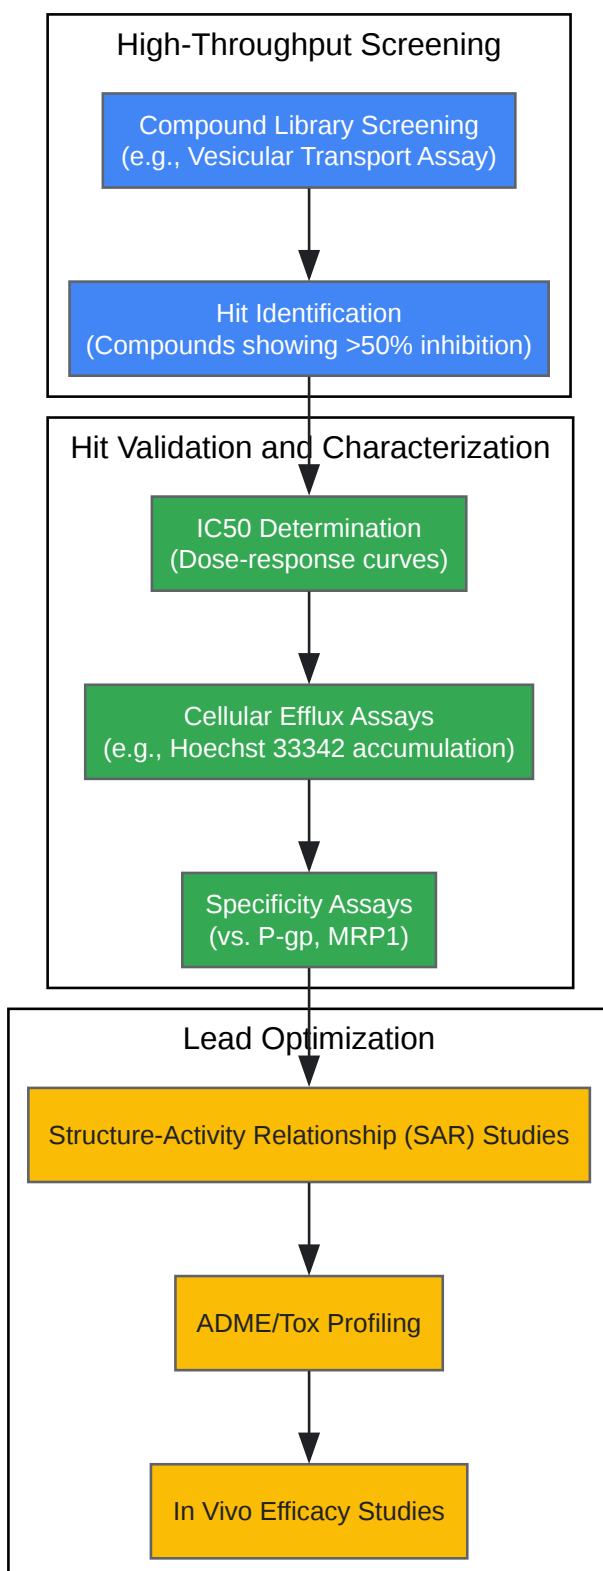 High-Throughput Screening
Compound Library Screening
(e.g., Vesicular Transport Assay)
Hit Identification
(Compounds showing >50% inhibition)
Hit Validation and Characterization
IC50 Determination
(Dose-response curves)
Cellular Efflux Assays
(e.g., Hoechst 33342 accumulation)
Specificity Assays
(vs. P-gp, MRP1)
Lead Optimization
Structure-Activity Relationship (SAR) Studies
ADME/Tox Profiling
In Vivo Efficacy Studies